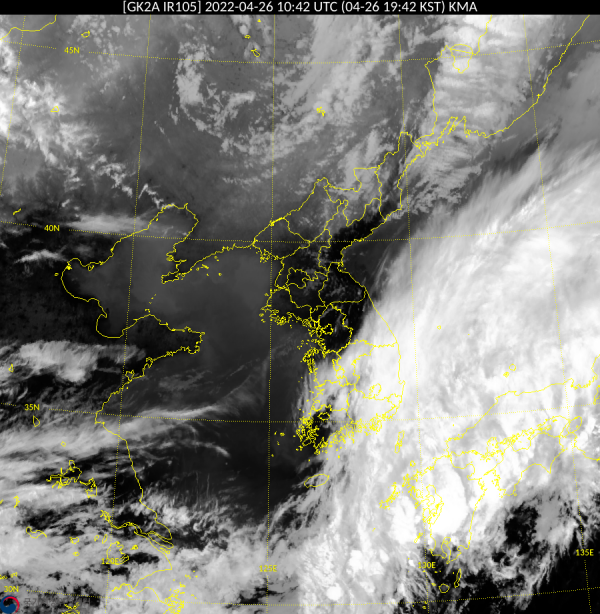 [GK2A IR105] 2022-04-26 10:42 UTC (04-26 19:42 KST) KMA
45N
40N
35N
120E
125E
130E
135E
30N